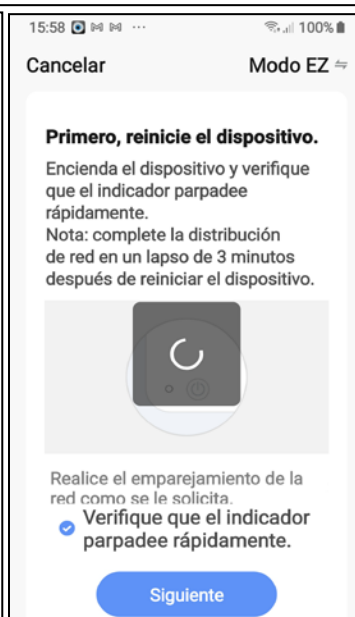 15:58 ··· 100%
Cancelar Modo EZ
Primero, reinicie el dispositivo.
Encienda el dispositivo y verifique
que el indicador parpadee
rápidamente.
Nota: complete la distribución
de red en un lapso de 3 minutos
después de reiniciar el dispositivo.
Realice el emparejamiento de la
red como se le solicita.
Verifique que el indicador
parpadee rápidamente.
Siguiente